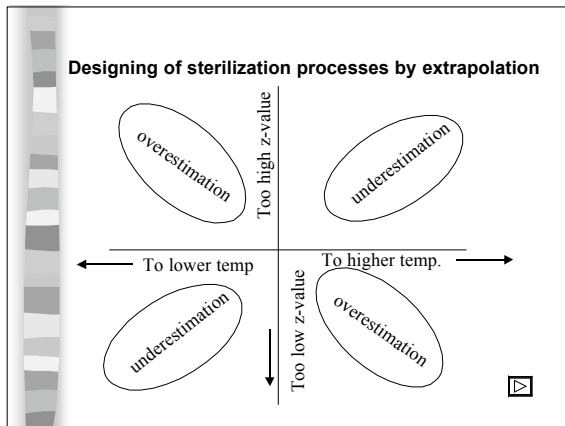 Designing of sterilization processes by extrapolation
overestimation
Too high z-value
underestimation
To lower temp
To higher temp.
underestimation
Too low z-value
overestimation